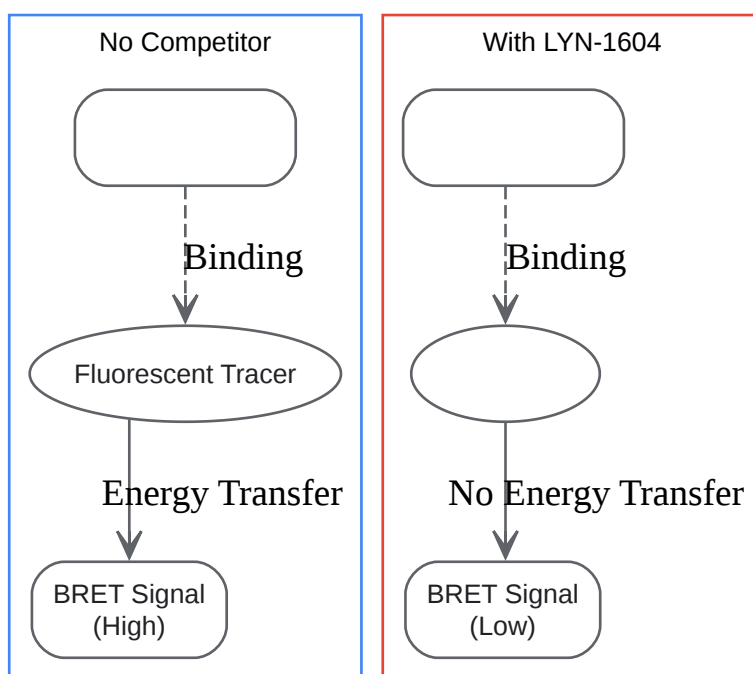 No Competitor
Binding
Fluorescent Tracer
Energy Transfer
BRET Signal
(High)
With LYN-1604
Binding
No Energy Transfer
BRET Signal
(Low)